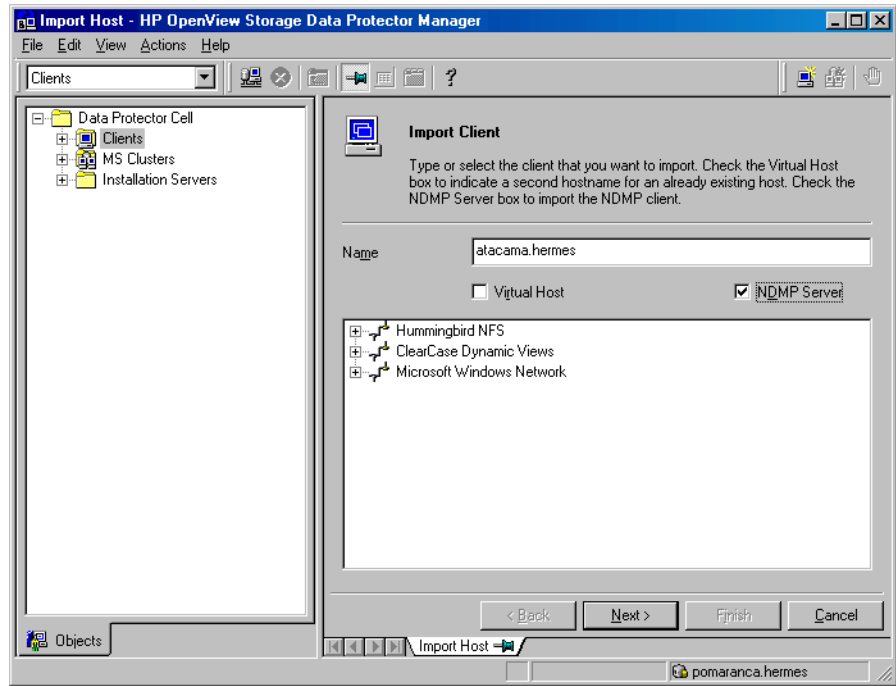 Import Host - HP OpenView Storage Data Protector Manager
File Edit View Actions Help
Clients
?
Data Protector Cell
Clients
MS Clusters
Installation Servers
Objects
Import Client
Type or select the client that you want to import. Check the Virtual Host
box to indicate a second hostname for an already existing host. Check the
NDMP Server box to import the NDMP client.
Name atacama.hermes
Virtual Host NDMP Server
Hummingbird NFS
ClearCase Dynamic Views
Microsoft Windows Network
< Back Next > Finish Cancel
Import Host
pomaranca.hermes